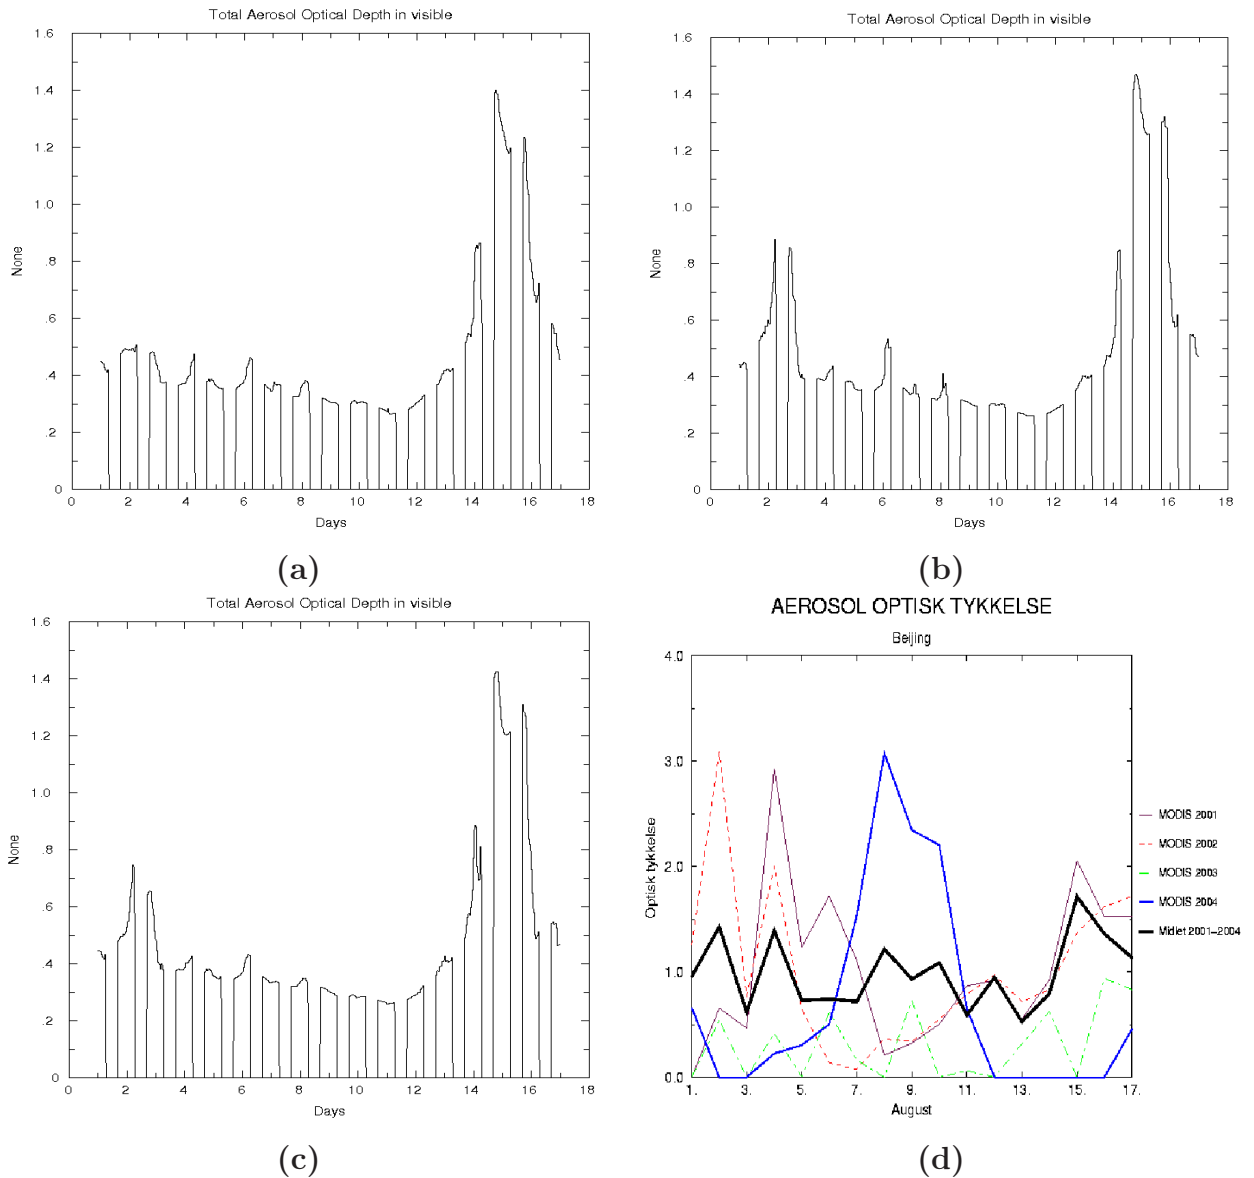 Total Aerosol Optical Depth in visible
1.6
1.4
1.2
1.0
.8
.6
.4
.2
0
None
0 2 4 6 8 10 12 14 16 18
Days
(a)
Total Aerosol Optical Depth in visible
1.6
1.4
1.2
1.0
.8
.6
.4
.2
0
None
0 2 4 6 8 10 12 14 16 18
Days
(b)
Total Aerosol Optical Depth in visible
1.6
1.4
1.2
1.0
.8
.6
.4
.2
0
None
0 2 4 6 8 10 12 14 16 18
Days
(c)
AEROSOL OPTISK TYKKELSE
Beijing
4.0
3.0
2.0
1.0
0.0
Optisk tykkelse
1. 3. 5. 7. 9. 11. 13. 15. 17.
August
MODIS 2001
MODIS 2002
MODIS 2003
MODIS 2004
Midlet 2001-2004
(d)